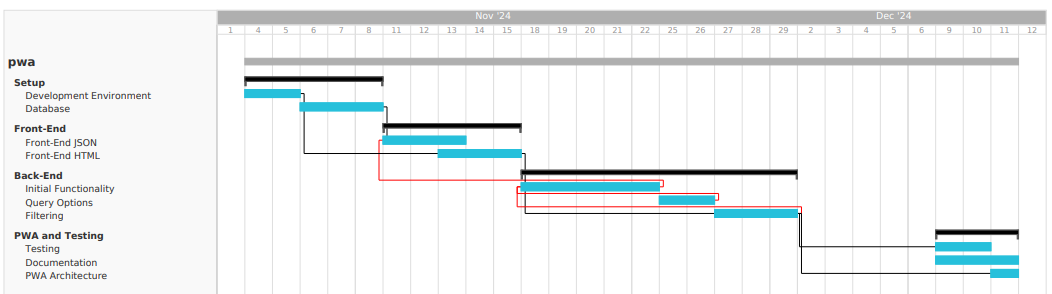 Nov '24 Dec '24
1 4 5 6 7 8 11 12 13 14 15 18 19 20 21 22 25 26 27 28 29 2 3 4 5 6 9 10 11 12
pwa
Setup
Development Environment
Database
Front-End
Front-End JSON
Front-End HTML
Back-End
Initial Functionality
Query Options
Filtering
PWA and Testing
Testing
Documentation
PWA Architecture